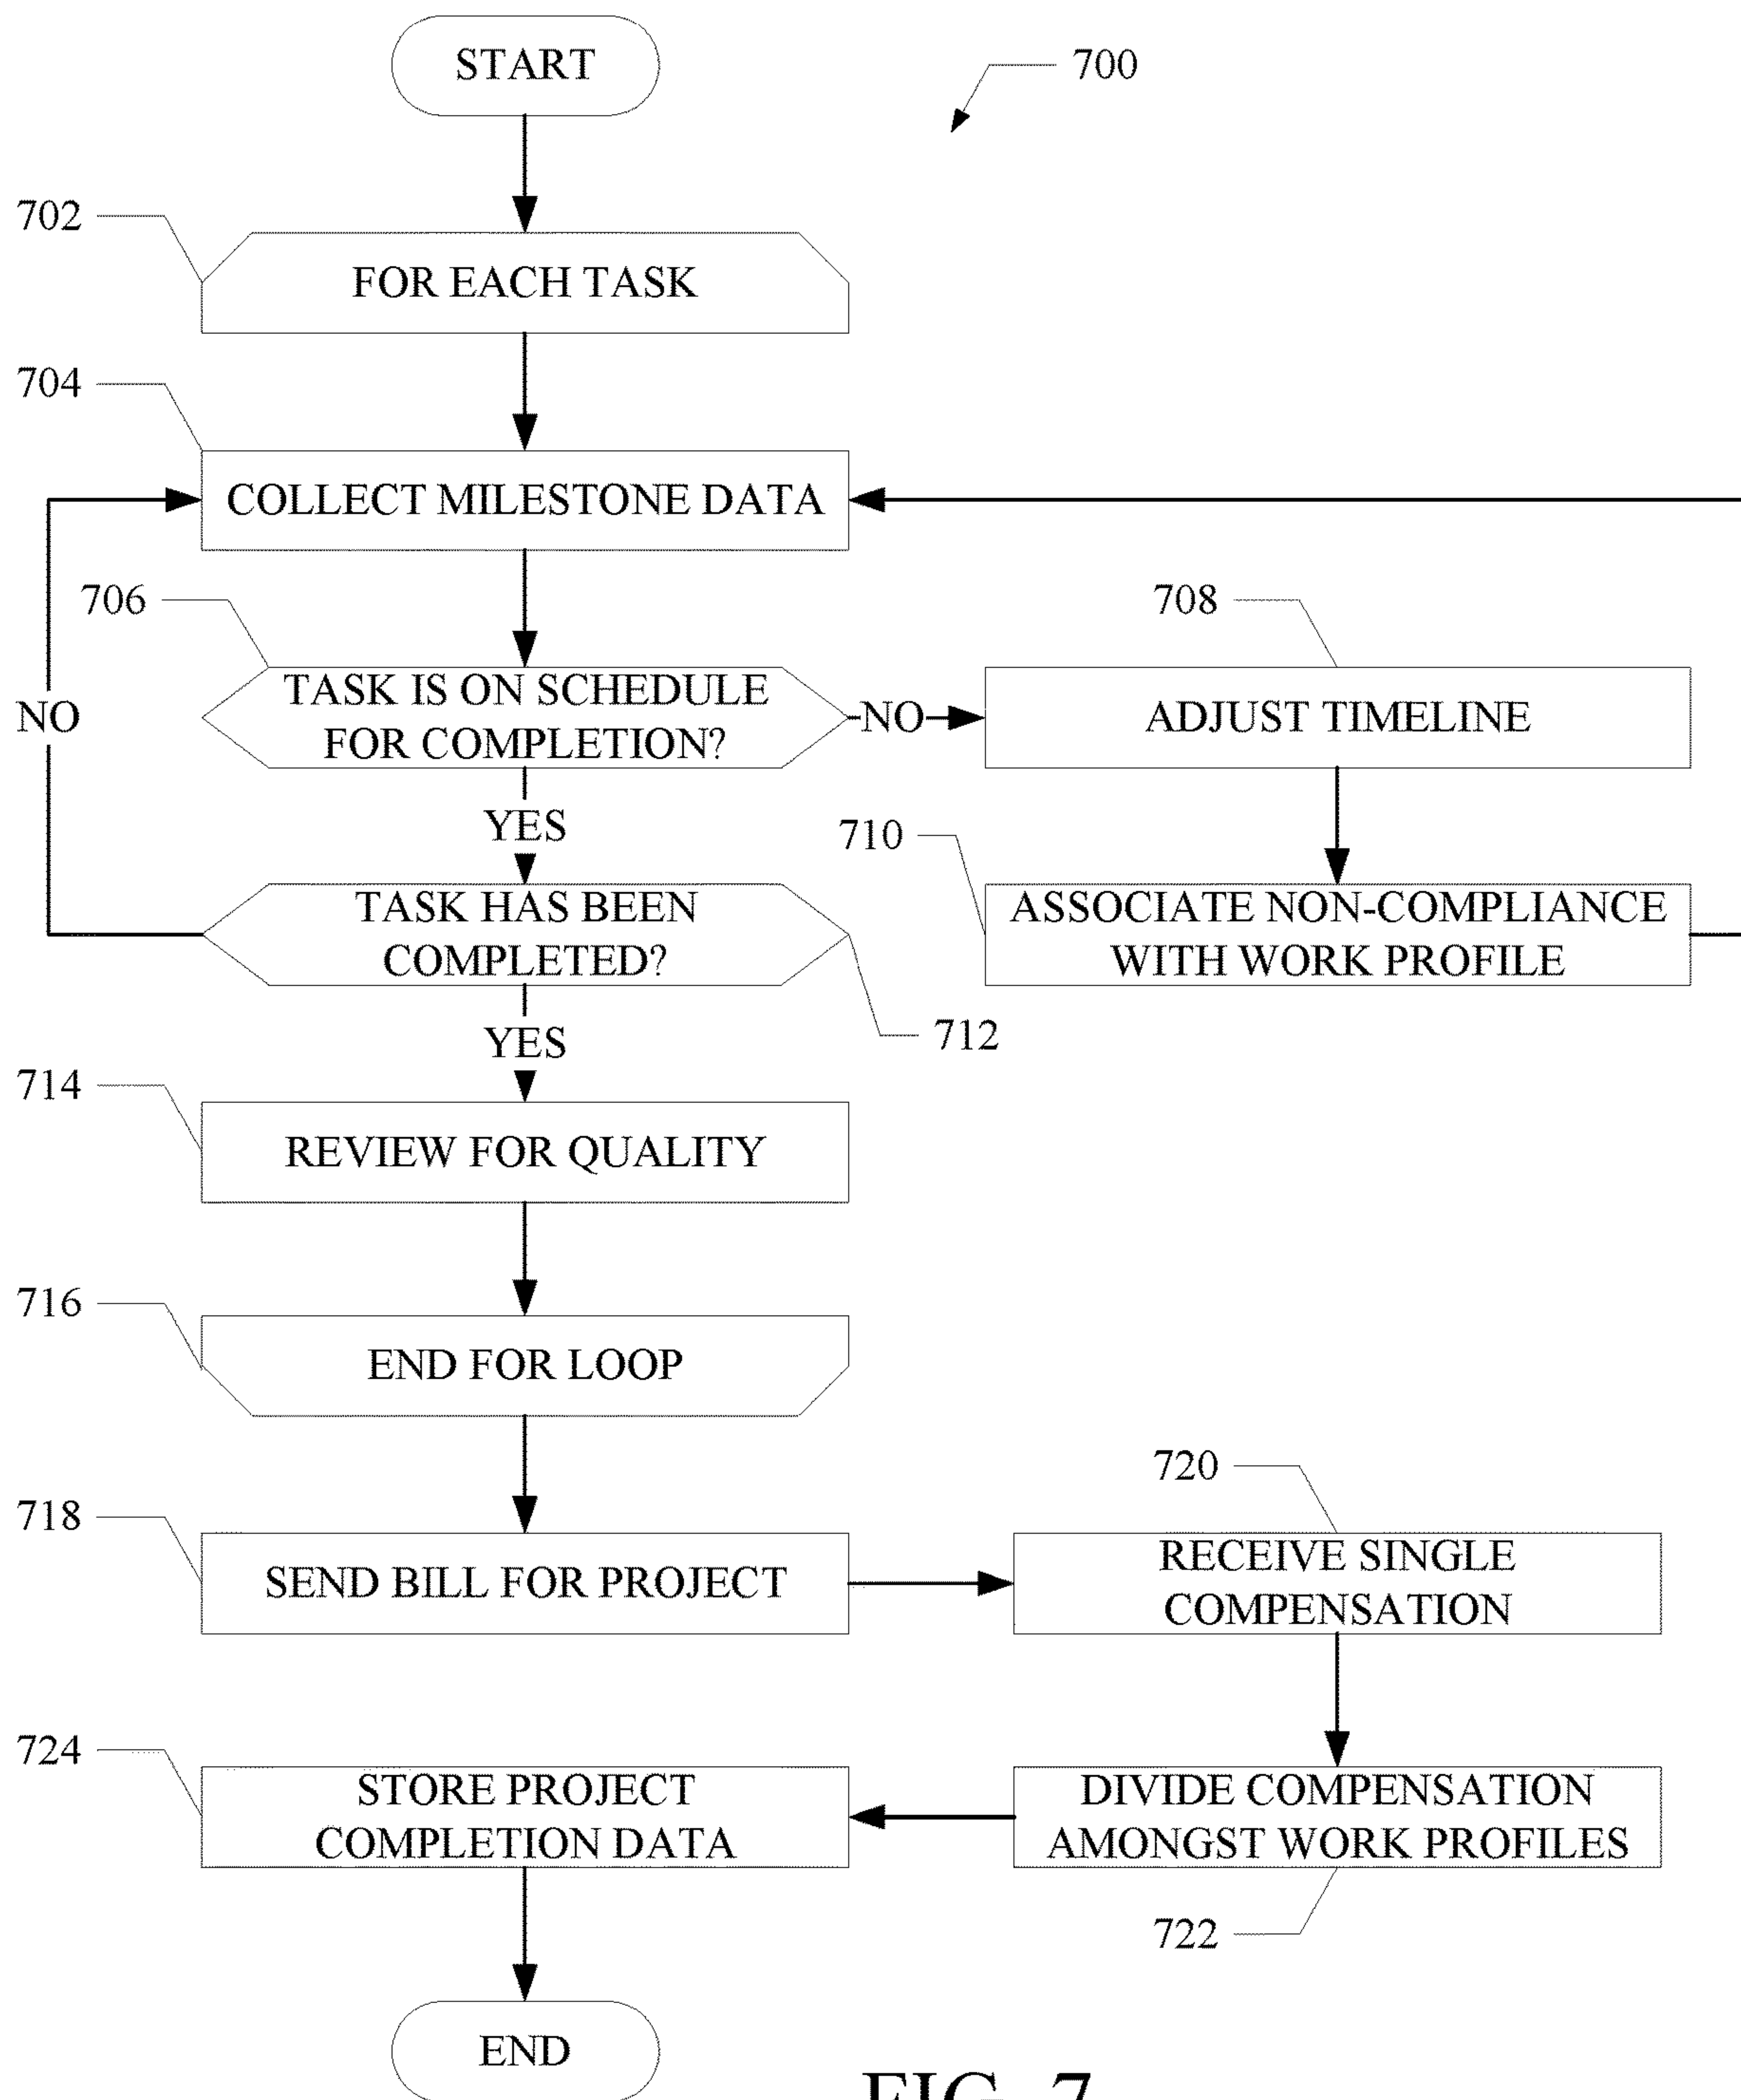 START
700
702
FOR EACH TASK
704
COLLECT MILESTONE DATA
706
708
TASK IS ON SCHEDULE
FOR COMPLETION?
NO
ADJUST TIMELINE
NO
YES
710
TASK HAS BEEN
COMPLETED?
ASSOCIATE NON-COMPLIANCE
WITH WORK PROFILE
712
YES
714
REVIEW FOR QUALITY
716
END FOR LOOP
720
718
SEND BILL FOR PROJECT
RECEIVE SINGLE
COMPENSATION
724
STORE PROJECT
COMPLETION DATA
DIVIDE COMPENSATION
AMONGST WORK PROFILES
722
END
FIG. 7